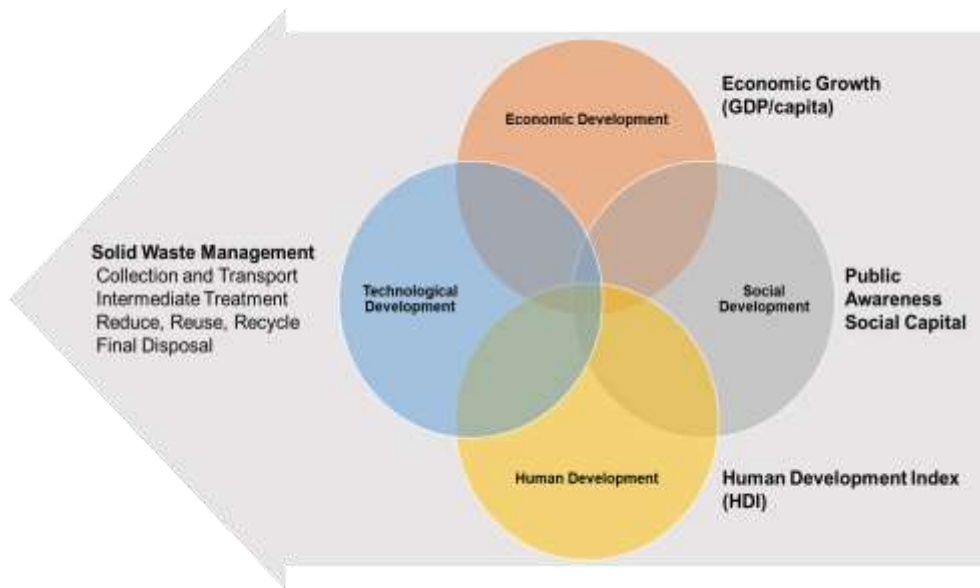 Economic Growth
(GDP/capita)
Economic Development
Solid Waste Management
Collection and Transport
Intermediate Treatment
Reduce, Reuse, Recycle
Final Disposal
Technological
Development
Social
Development
Public
Awareness
Social Capital
Human Development
Human Development Index
(HDI)